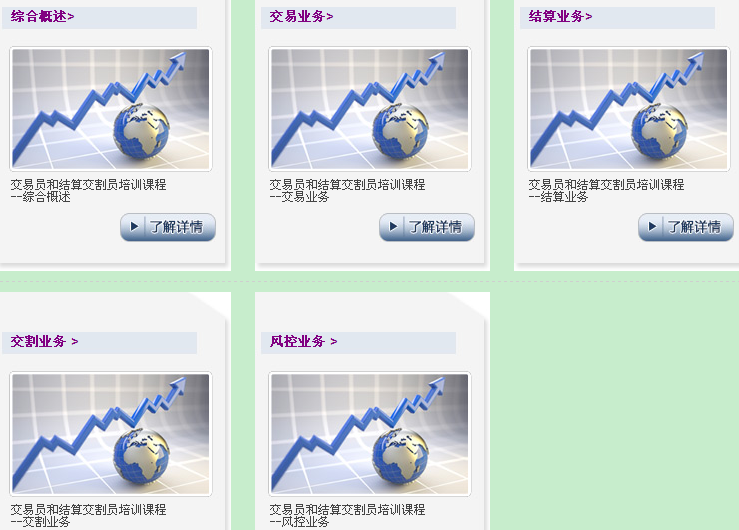 综合概述>
交易业务>
结算业务>
交易员和结算交割员培训课程
--综合概述
交易员和结算交割员培训课程
--交易业务
交易员和结算交割员培训课程
--结算业务
了解详情
了解详情
了解详情
交割业务 >
风控业务 >
交易员和结算交割员培训课程
--交割业务
交易员和结算交割员培训课程
--风控业务